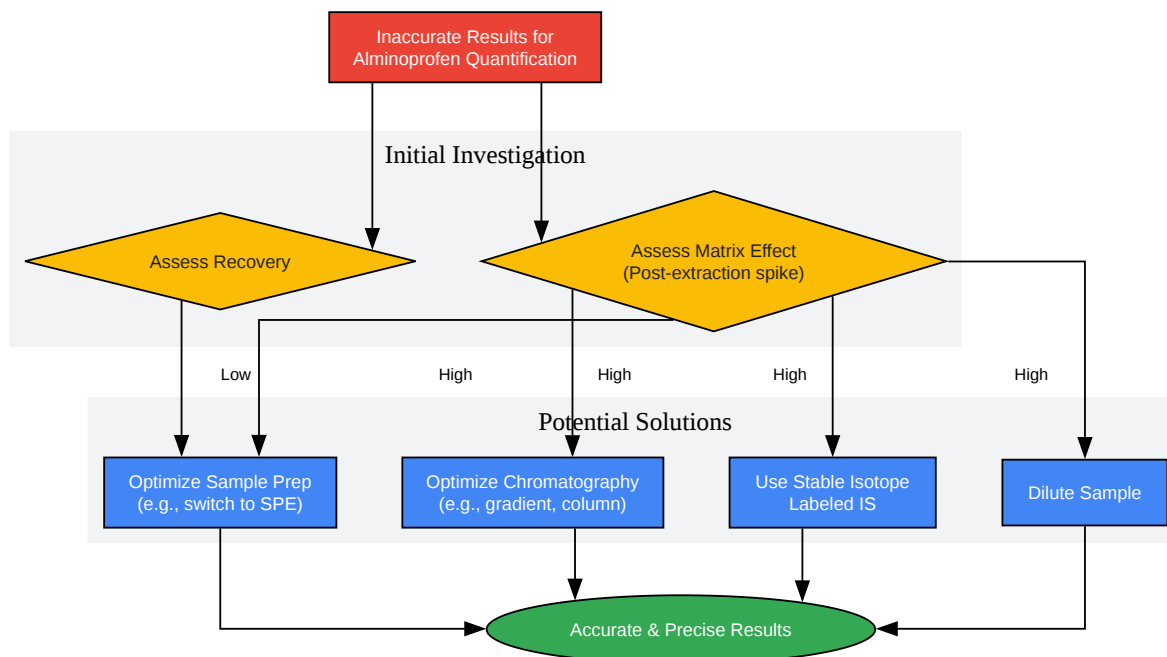 Inaccurate Results for
Alminoprofen Quantification
Initial Investigation
Assess Recovery
Assess Matrix Effect
(Post-extraction spike)
Low
High
High
High
High
Potential Solutions
Optimize Sample Prep
(e.g., switch to SPE)
Optimize Chromatography
(e.g., gradient, column)
Use Stable Isotope
Labeled IS
Dilute Sample
Accurate & Precise Results